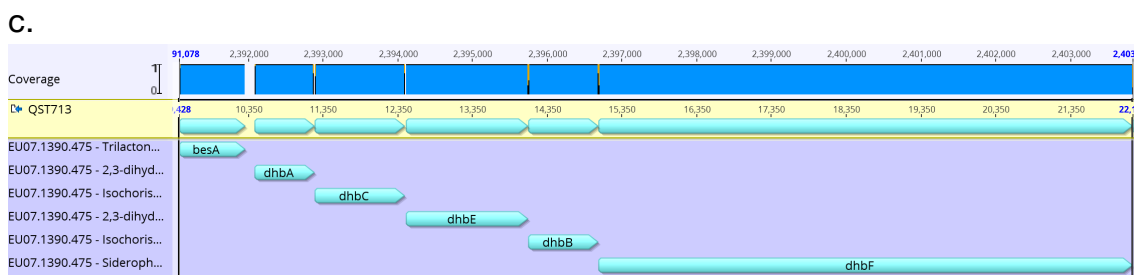 C.
91,078 2,392,000 2,393,000 2,394,000 2,395,000 2,396,000 2,397,000 2,398,000 2,399,000 2,400,000 2,401,000 2,402,000 2,403,000 2,403
Coverage 1
0
QST713 ,428 10,350 11,350 12,350 13,350 14,350 15,350 16,350 17,350 18,350 19,350 20,350 21,350 22,1
EU07.1390.475 - Trilacton... besA
EU07.1390.475 - 2,3-dihyd... dhbA
EU07.1390.475 - Isochoris... dhbC
EU07.1390.475 - 2,3-dihyd... dhbE
EU07.1390.475 - Isochoris... dhbB
EU07.1390.475 - Sideroph... dhbF